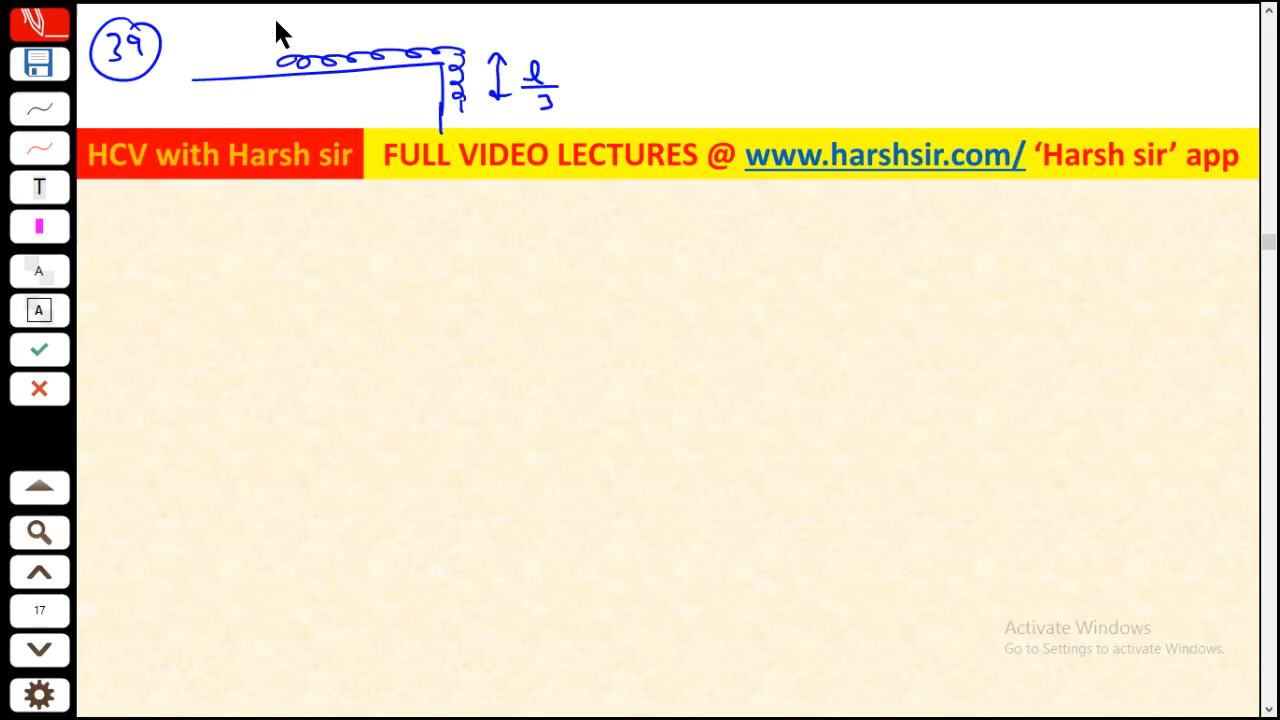 39
l/3
HCV with Harsh sir FULL VIDEO LECTURES @ www.harshsir.com/ ‘Harsh sir’ app
T
A
A
17
Activate Windows
Go to Settings to activate Windows.